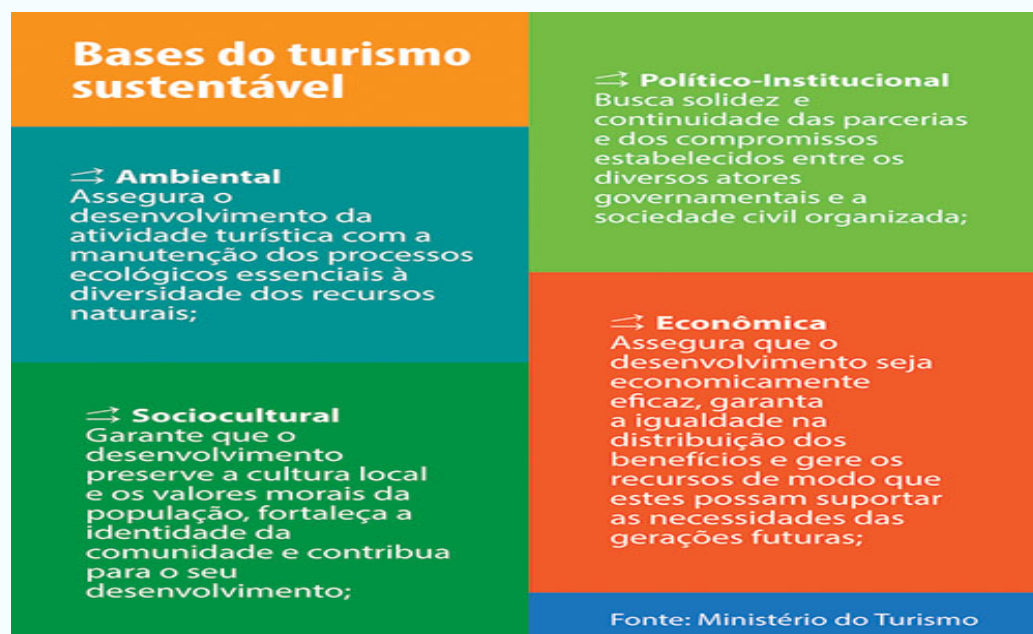 Bases do turismo
sustentável
⇉ Ambiental
Assegura o
desenvolvimento da
atividade turística com a
manutenção dos processos
ecológicos essenciais à
diversidade dos recursos
naturais;
⇉ Sociocultural
Garante que o
desenvolvimento
preserve a cultura local
e os valores morais da
população, fortaleça a
identidade da
comunidade e contribua
para o seu
desenvolvimento;
⇉ Político-Institucional
Busca solidez e
continuidade das parcerias
e dos compromissos
estabelecidos entre os
diversos atores
governamentais e a
sociedade civil organizada;
⇉ Econômica
Assegura que o
desenvolvimento seja
economicamente
eficaz, garanta
a igualdade na
distribuição dos
benefícios e gere os
recursos de modo que
estes possam suportar
as necessidades das
gerações futuras;
Fonte: Ministério do Turismo